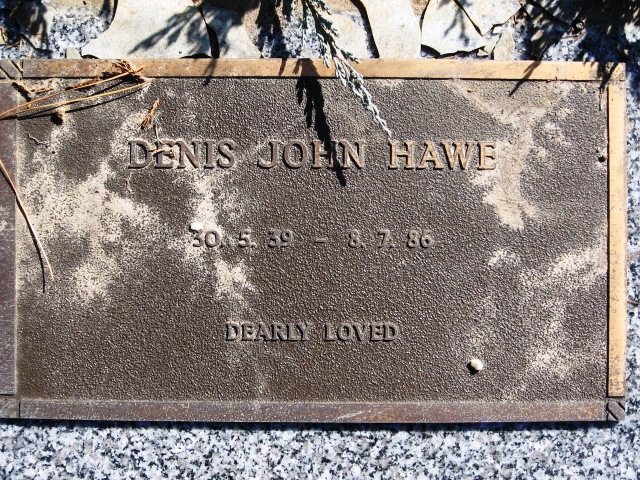 DENIS JOHN HAWE
30. 5. 39 – 8. 7. 86
DEARLY LOVED